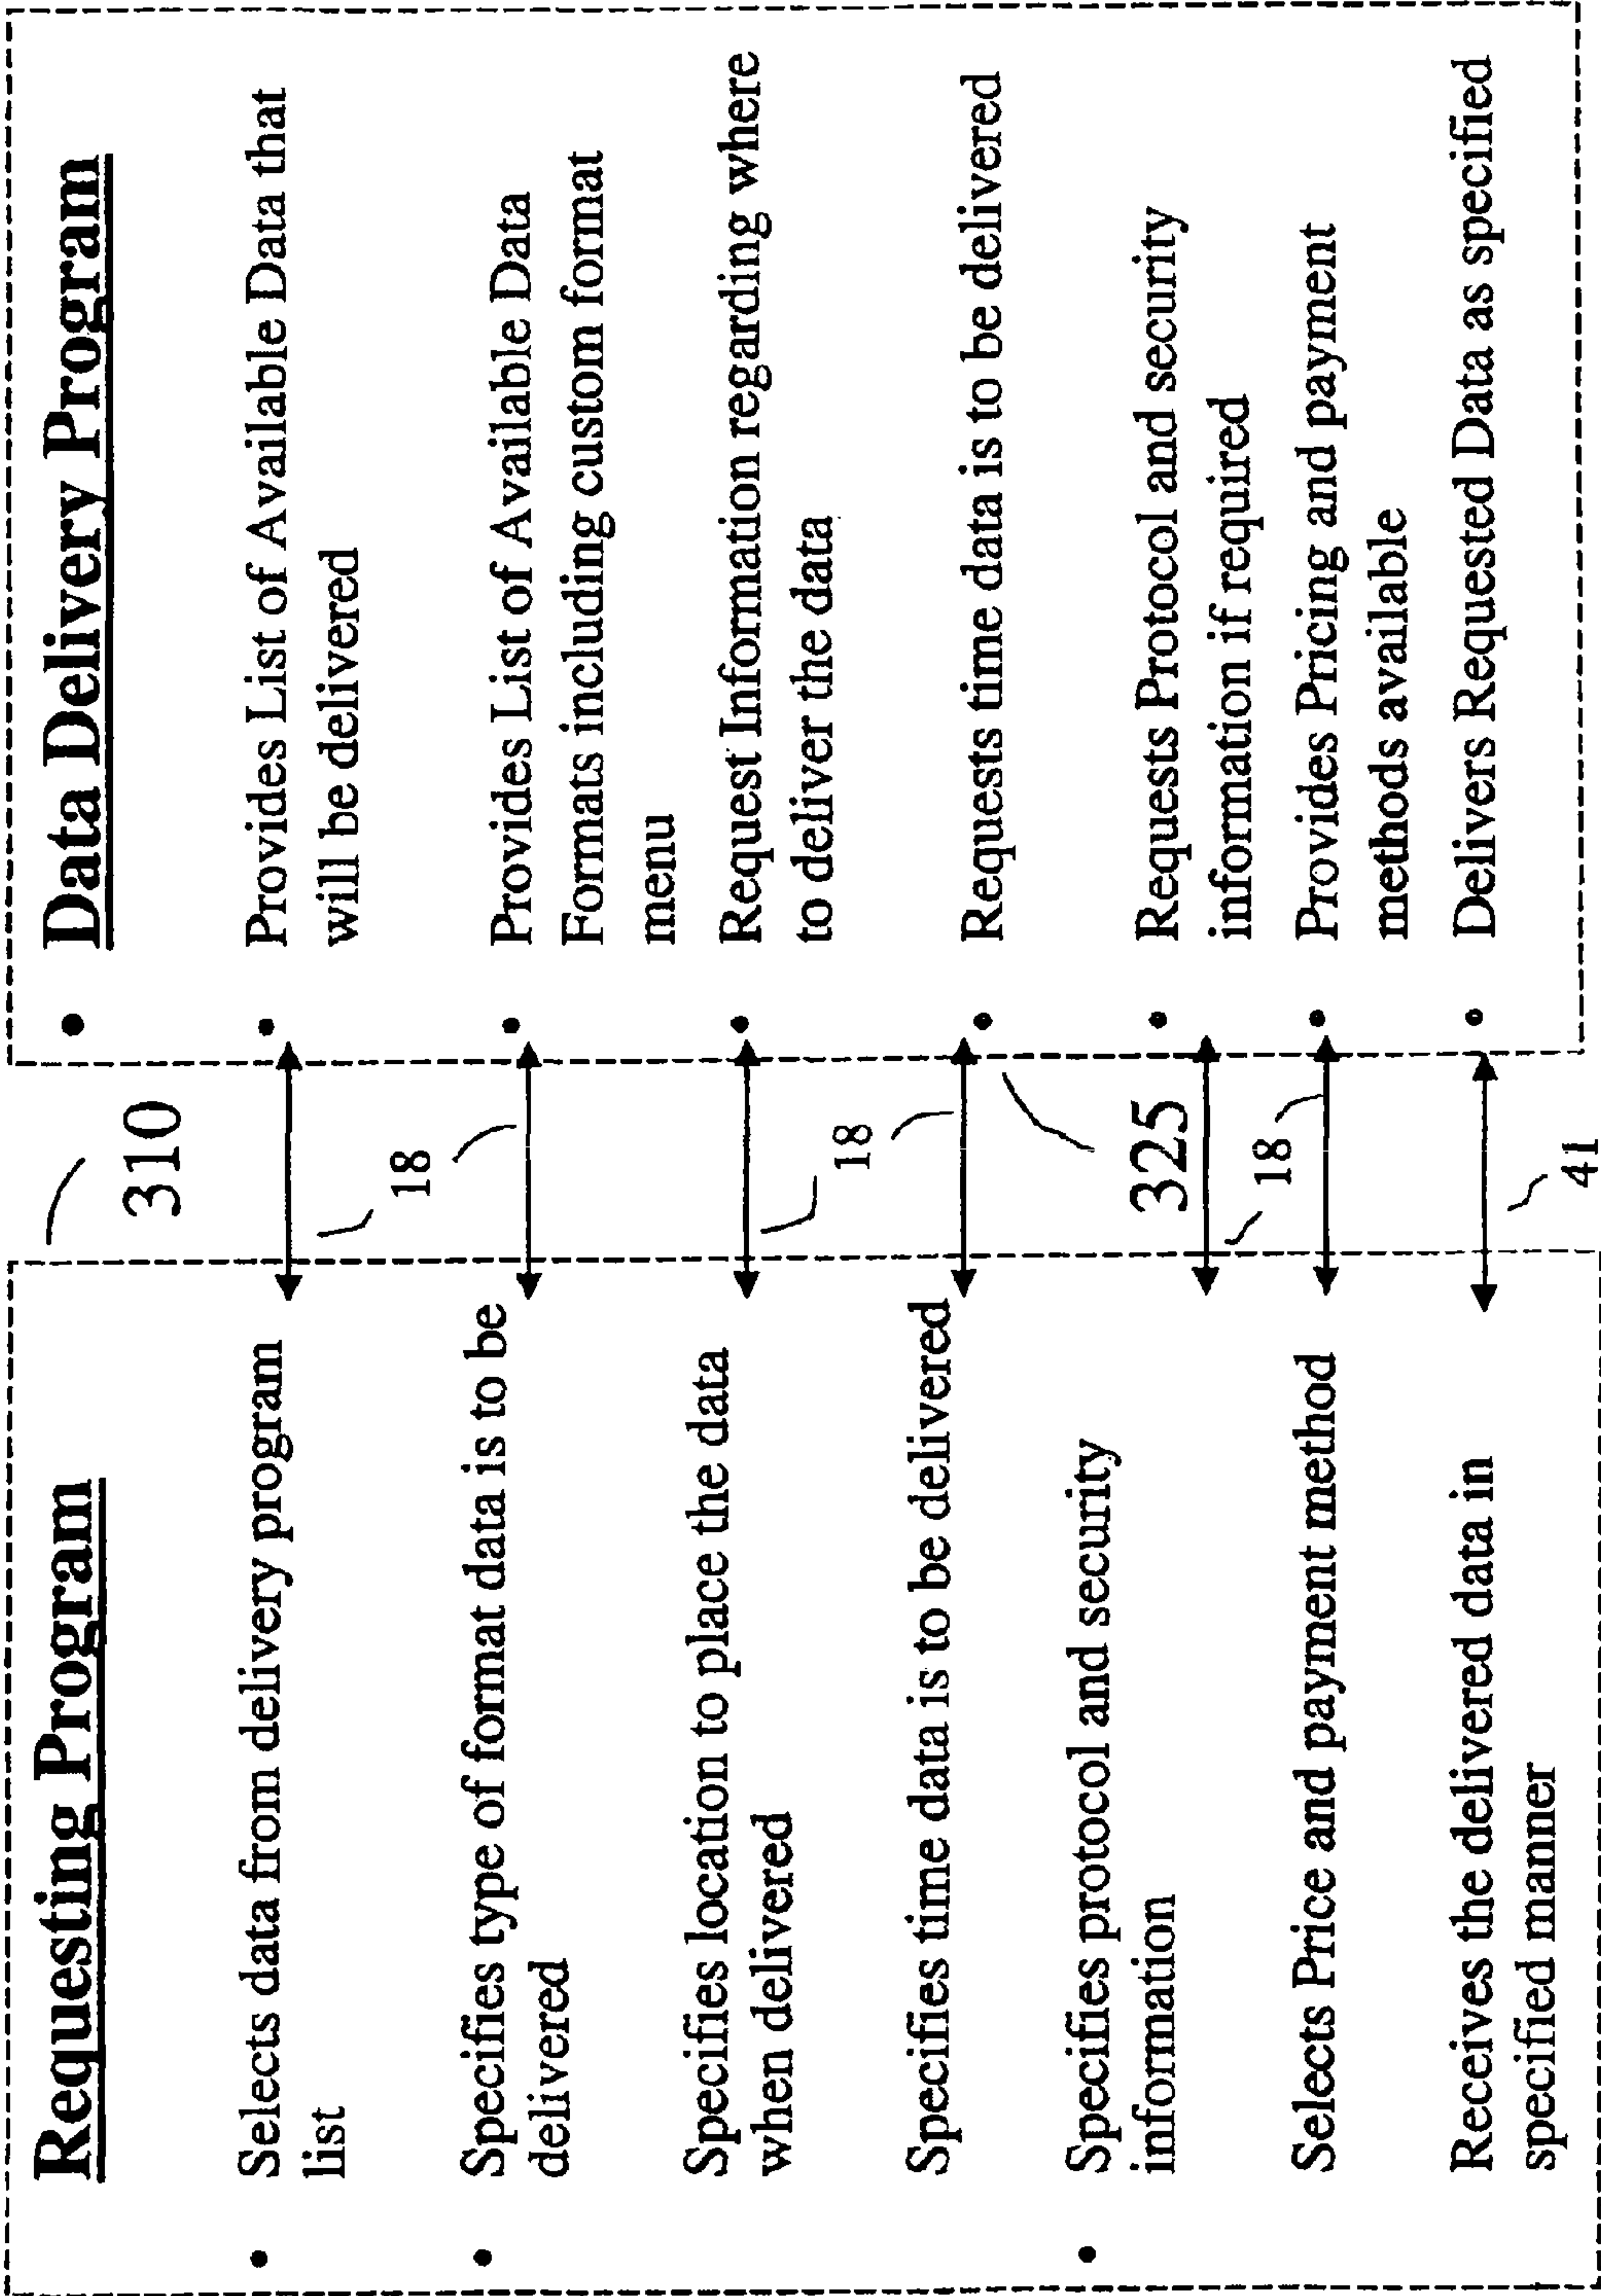 Requesting Program
• Selects data from delivery program
list
• Specifies type of format data is to be
delivered
Specifies location to place the data
when delivered
Specifies time data is to be delivered
• Specifies protocol and security
information
Selects Price and payment method
Receives the delivered data in
specified manner
310
18
18
325
18
41
• Data Delivery Program
• Provides List of Available Data that
will be delivered
• Provides List of Available Data
Formats including custom format
menu
• Request Information regarding where
to deliver the data
• Requests time data is to be delivered
• Requests Protocol and security
information if required
• Provides Pricing and payment
methods available
• Delivers Requested Data as specified